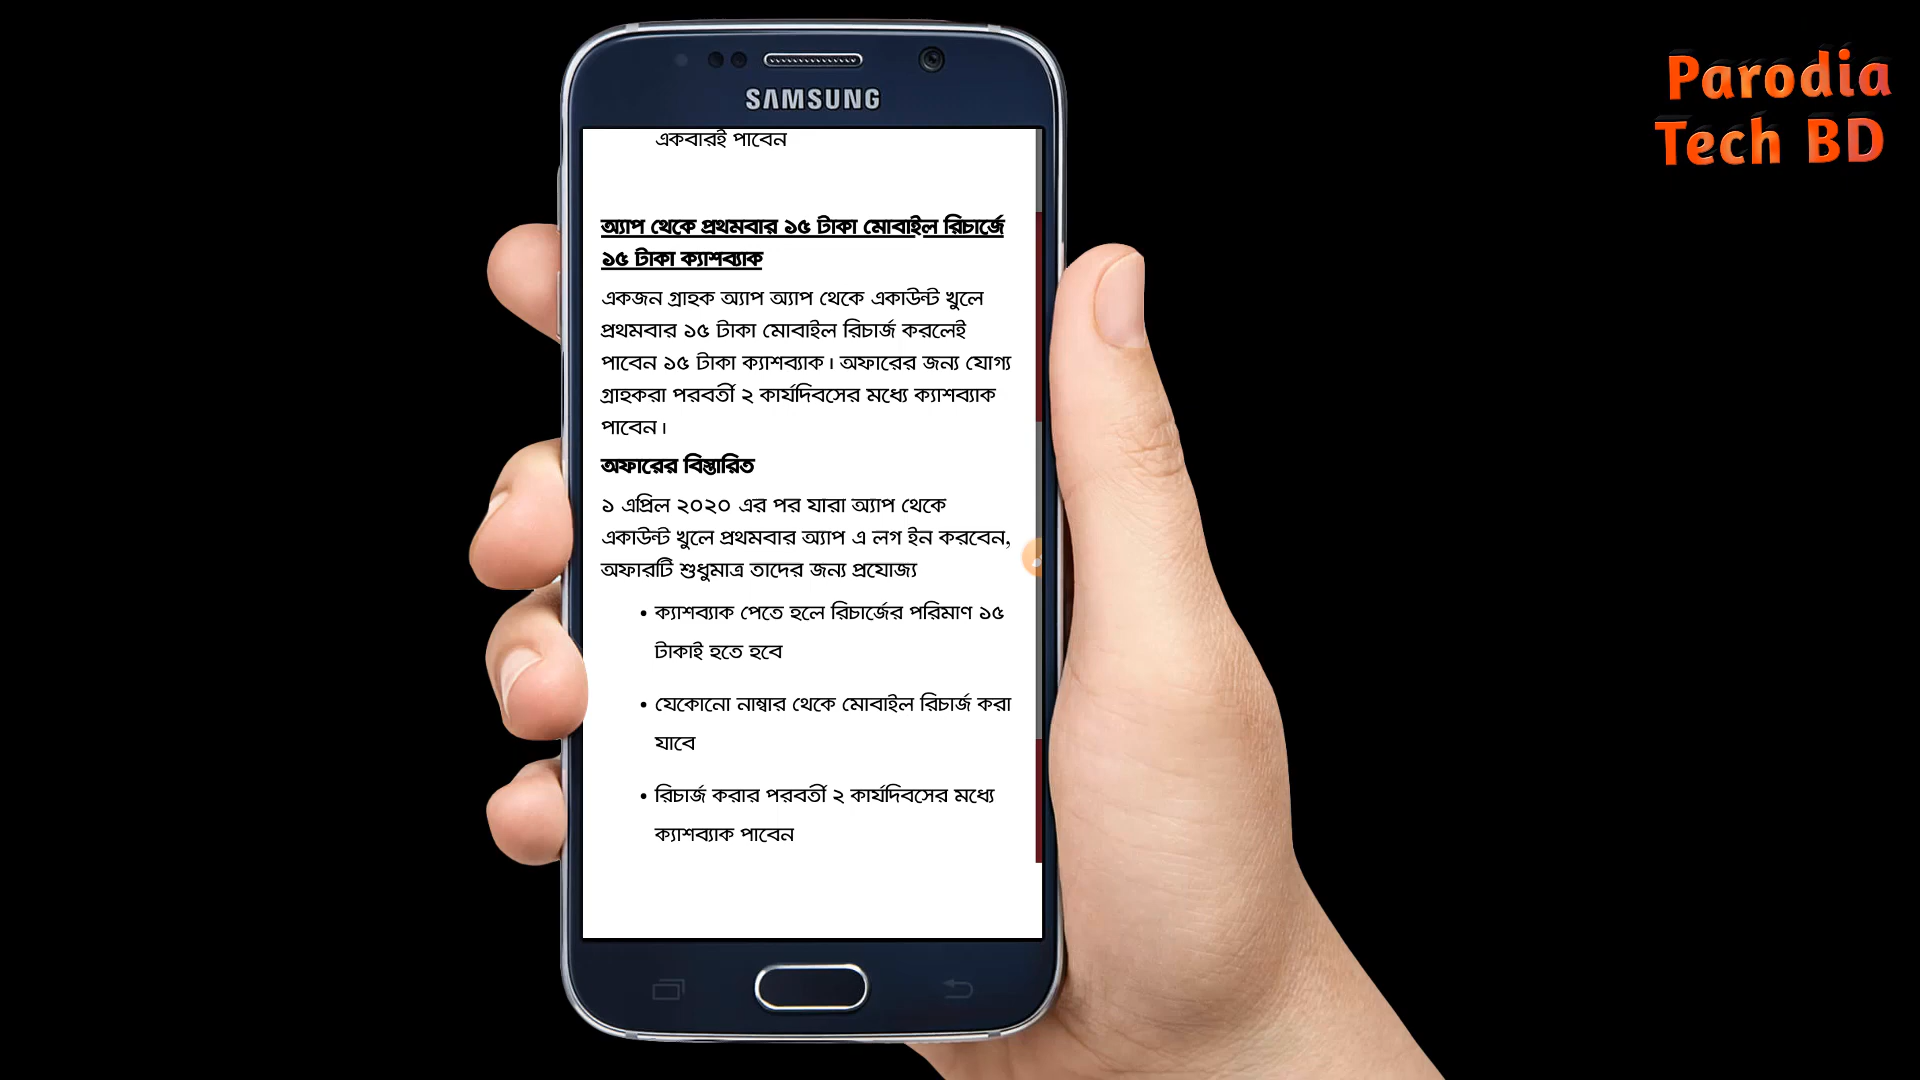 Parodia
Tech BD
SAMSUNG
একবারই পাবেন
অ্যাপ থেকে প্রথমবার ১৫ টাকা মোবাইল রিচার্জে
১৫ টাকা ক্যাশব্যাক
একজন গ্রাহক অ্যাপ অ্যাপ থেকে একাউন্ট খুলে
প্রথমবার ১৫ টাকা মোবাইল রিচার্জ করলেই
পাবেন ১৫ টাকা ক্যাশব্যাক। অফারের জন্য যোগ্য
গ্রাহকরা পরবর্তী ২ কার্যদিবসের মধ্যে ক্যাশব্যাক
পাবেন।
অফারের বিস্তারিত
১ এপ্রিল ২০২০ এর পর যারা অ্যাপ থেকে
একাউন্ট খুলে প্রথমবার অ্যাপ এ লগ ইন করবেন,
অফারটি শুধুমাত্র তাদের জন্য প্রযোজ্য
• ক্যাশব্যাক পেতে হলে রিচার্জের পরিমাণ ১৫
টাকাই হতে হবে
• যেকোনো নাম্বার থেকে মোবাইল রিচার্জ করা
যাবে
• রিচার্জ করার পরবর্তী ২ কার্যদিবসের মধ্যে
ক্যাশব্যাক পাবেন